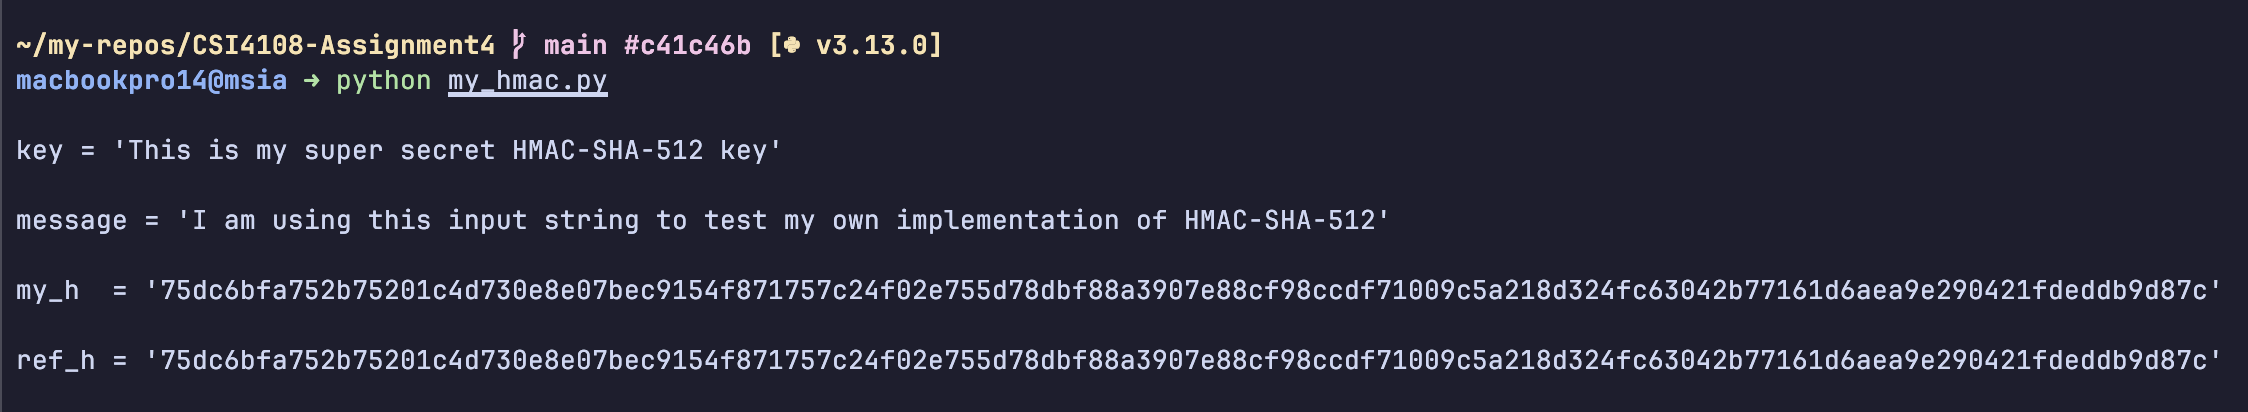 ~/my-repos/CSI4108-Assignment4 main #c41c46b [ v3.13.0]
macbookpro14@msia → python my_hmac.py
key = 'This is my super secret HMAC-SHA-512 key'
message = 'I am using this input string to test my own implementation of HMAC-SHA-512'
my_h  = '75dc6bfa752b75201c4d730e8e07bec9154f871757c24f02e755d78dbf88a3907e88cf98ccdf71009c5a218d324fc63042b77161d6aea9e290421fdeddb9d87c'
ref_h = '75dc6bfa752b75201c4d730e8e07bec9154f871757c24f02e755d78dbf88a3907e88cf98ccdf71009c5a218d324fc63042b77161d6aea9e290421fdeddb9d87c'